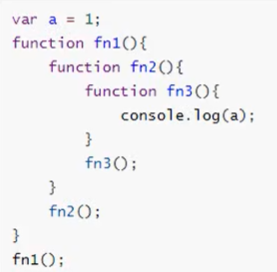 var a = 1;
function fn1(){
    function fn2(){
        function fn3(){
            console.log(a);
        }
        fn3();
    }
    fn2();
}
fn1();